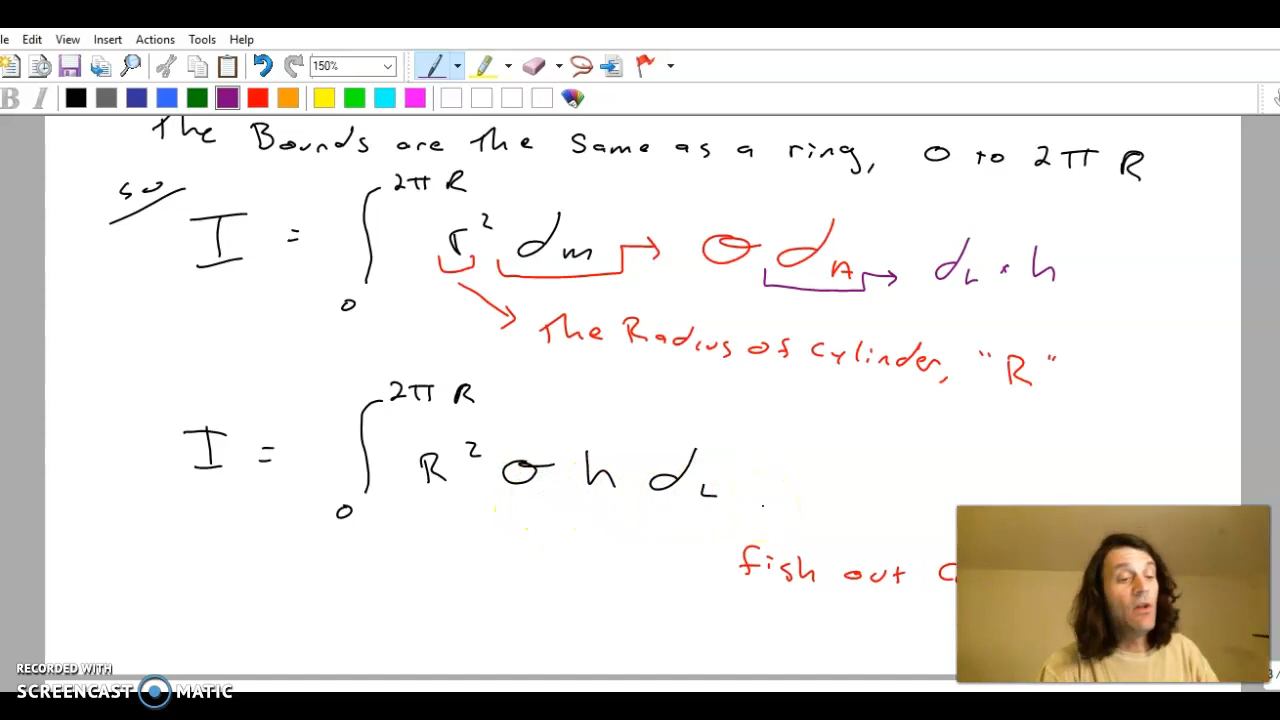 File Edit View Insert Actions Tools Help
150%
B I
The Bounds are the same as a ring, 0 to 2π R
so I = ∫₀^{2π R} r² dm → σ dA → dL · h
The Radius of cylinder, "R"
I = ∫₀^{2π R} R² σ h dL
fish out
RECORDED WITH
SCREENCAST MATIC